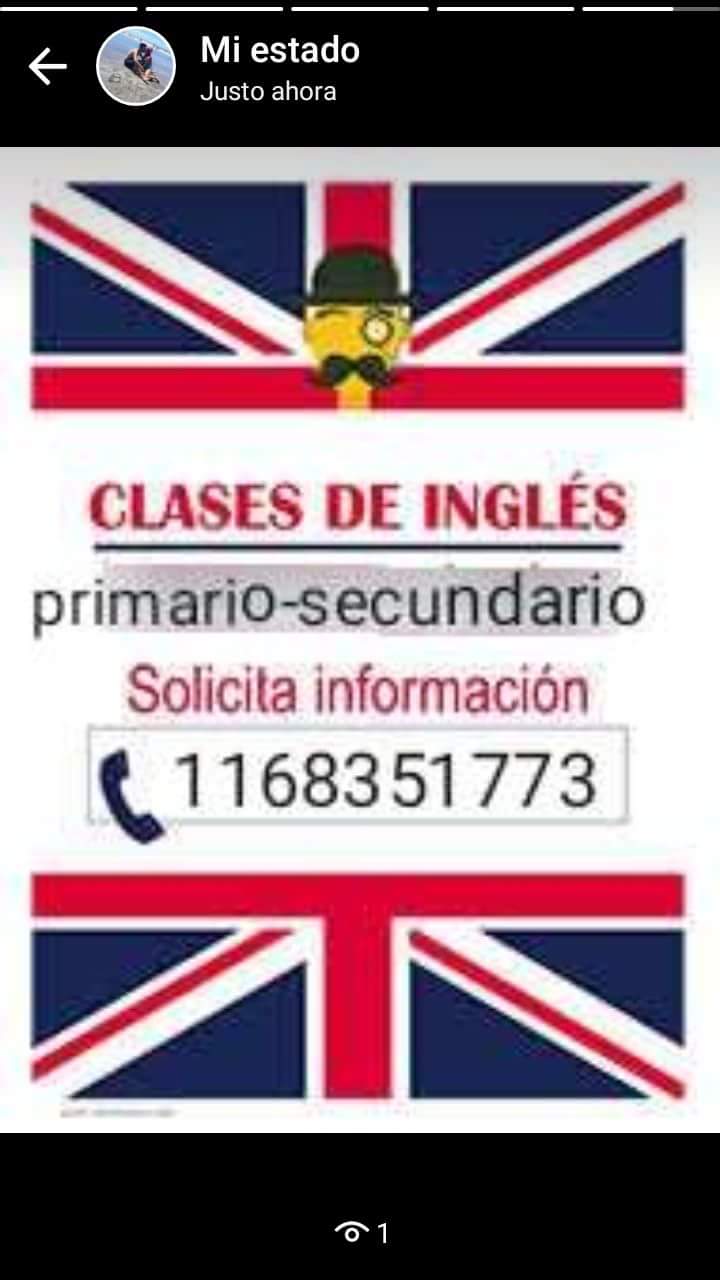 Mi estado
Justo ahora
CLASES DE INGLÉS
primario-secundario
Solicita información
1168351773
1